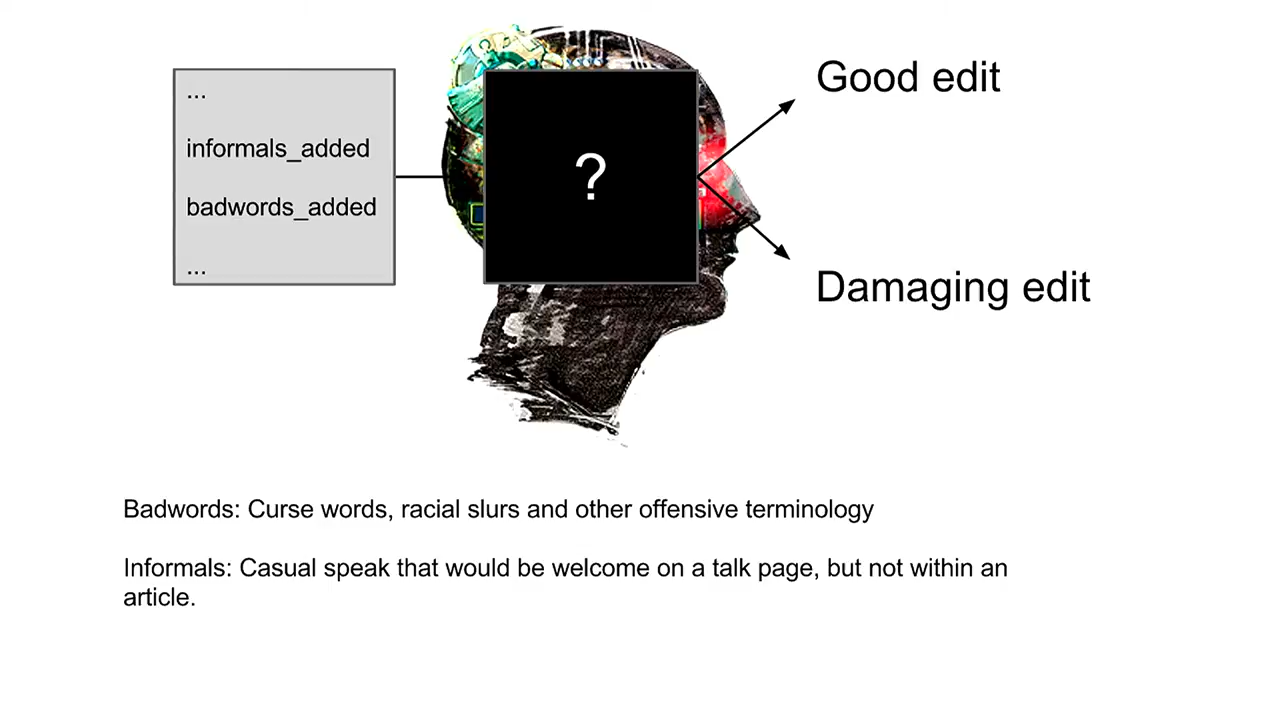 ...
informals_added
badwords_added
...
?
Good edit
Damaging edit
Badwords: Curse words, racial slurs and other offensive terminology
Informals: Casual speak that would be welcome on a talk page, but not within an
article.